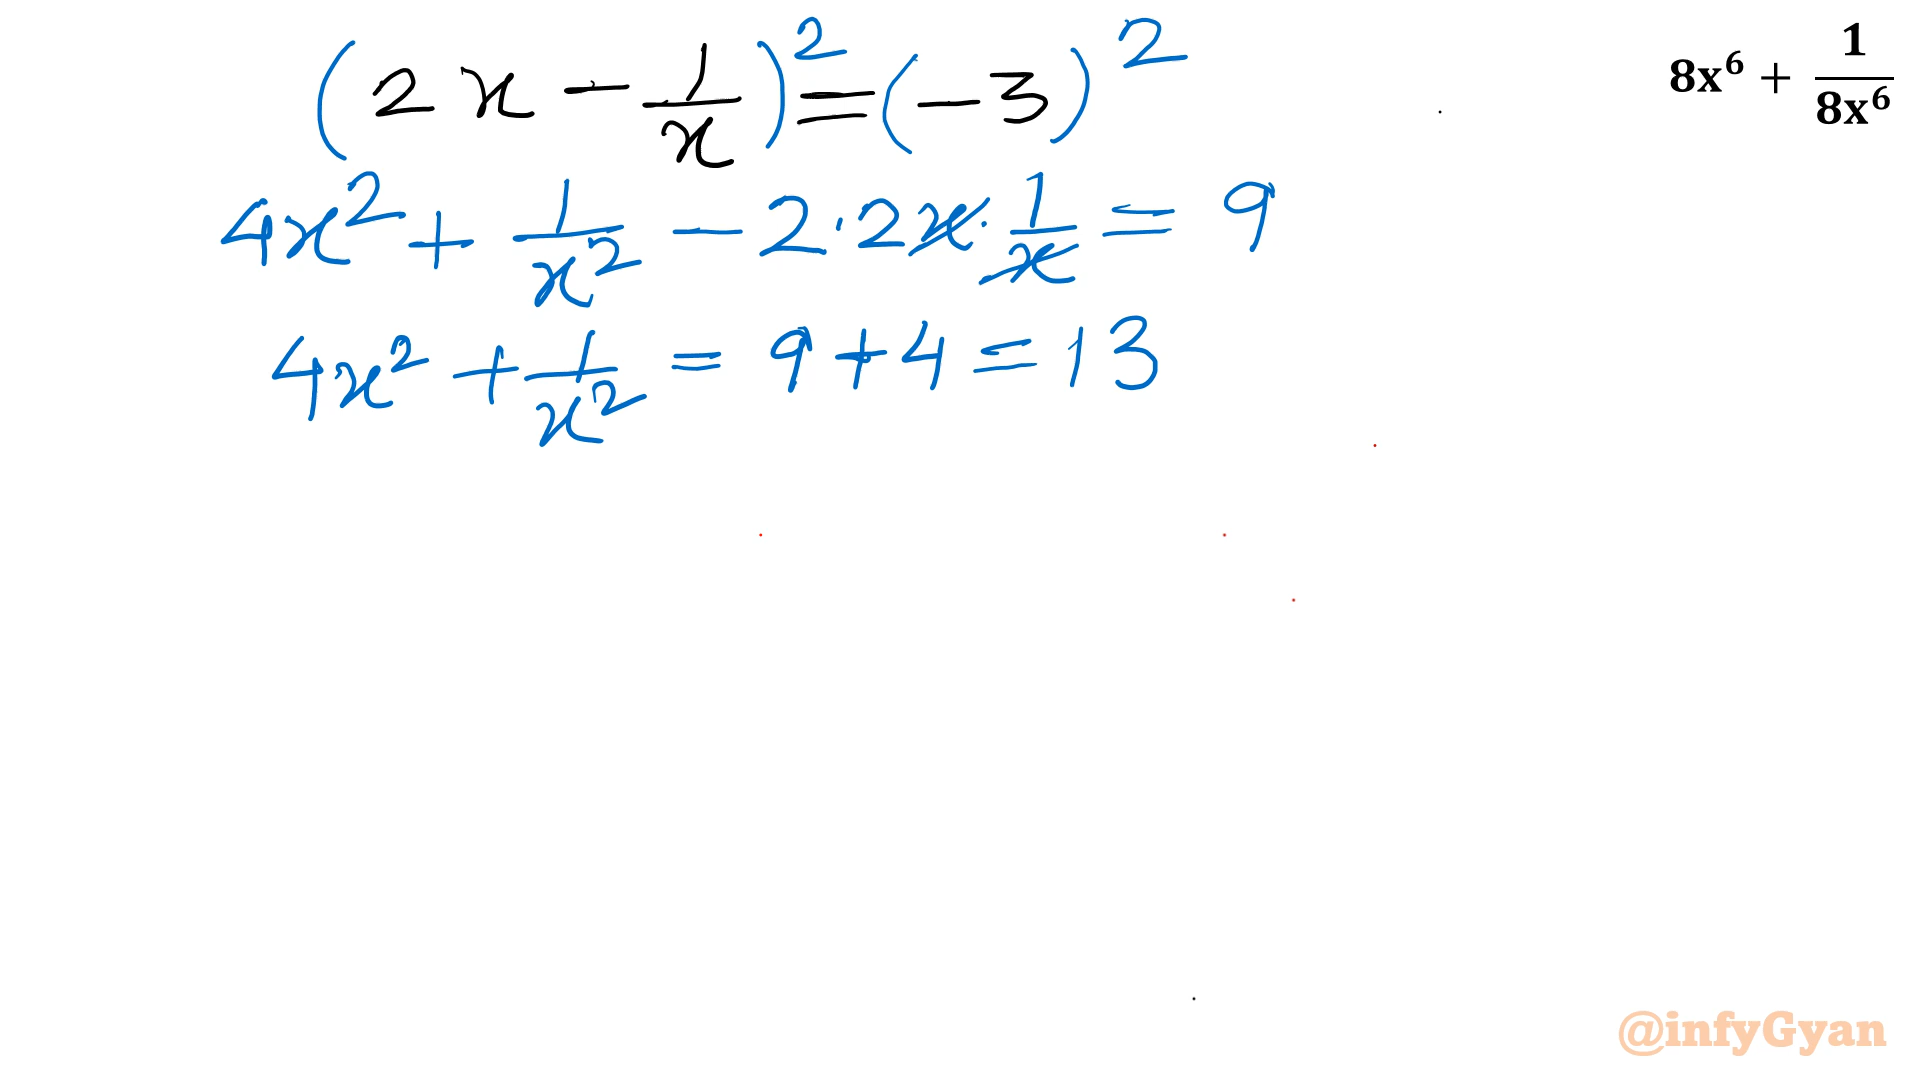 (2x - 1/x)² = (-3)²
8x⁶ + 1/8x⁶
4x² + 1/x² - 2·2x·1/x = 9
4x² + 1/x² = 9 + 4 = 13
@infyGyan